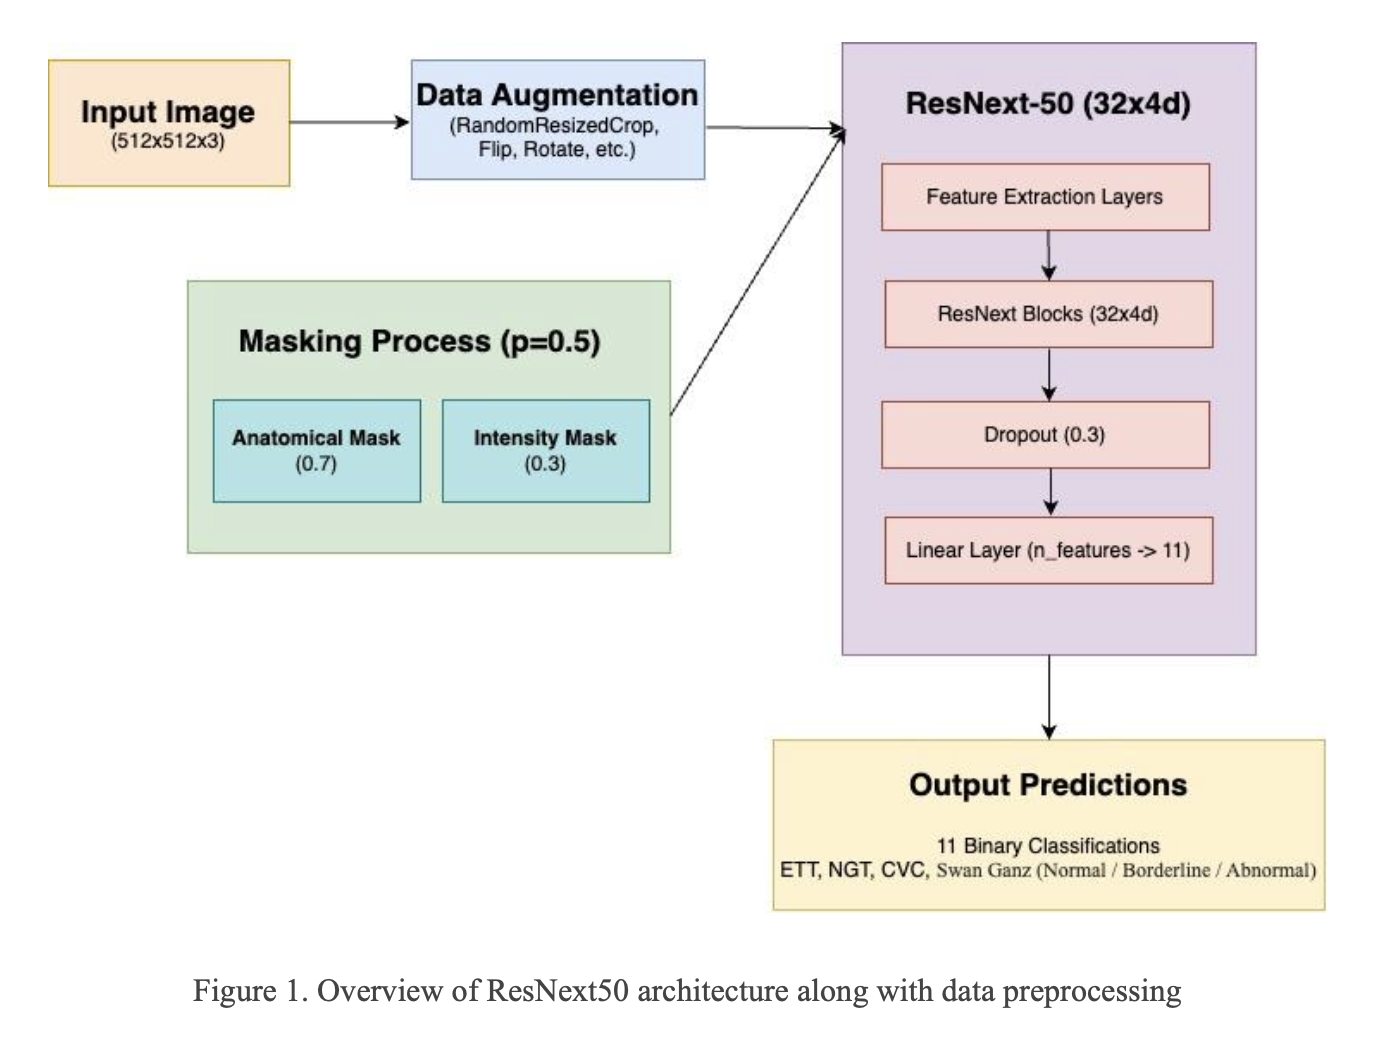 Input Image
(512x512x3)
Data Augmentation
(RandomResizedCrop,
Flip, Rotate, etc.)
Masking Process (p=0.5)
Anatomical Mask
(0.7)
Intensity Mask
(0.3)
ResNext-50 (32x4d)
Feature Extraction Layers
ResNext Blocks (32x4d)
Dropout (0.3)
Linear Layer (n_features -> 11)
Output Predictions
11 Binary Classifications
ETT, NGT, CVC, Swan Ganz (Normal / Borderline / Abnormal)
Figure 1. Overview of ResNext50 architecture along with data preprocessing